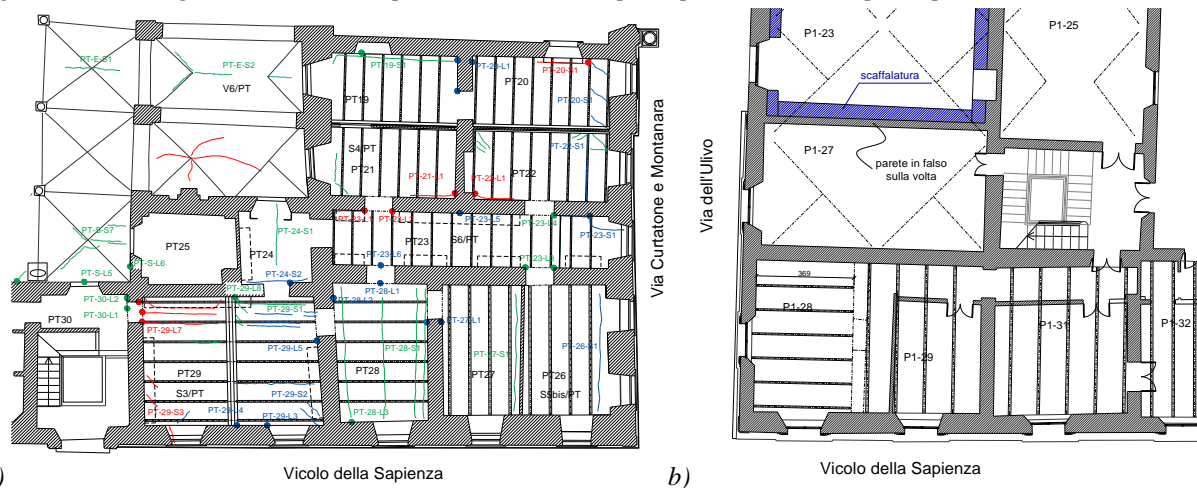 PT-E-S1
PT-E-S2
V6/PT
PT-19-S1
PT-20-L1
PT-20-S1
PT20
PT19
PT-20-S1
S4/PT
PT21
PT-22-S1
PT-21-L1
PT-22-L1
PT22
PT-S-S7
PT-24-S1
PT-23-L5
PT-23-L4
PT23
S6/PT
PT-23-S1
PT25
PT24
PT-23-L6
PT-23-L3
PT-S-L6
PT-S-L5
PT-24-S2
PT-28-L1
PT-29-L8
PT-28-L2
PT-30-L2
PT-30-L1
PT-29-S1
PT-27-L1
PT30
PT-29-L7
PT-29-L5
PT-28-S1
PT-27-S1
PT-26-S1
PT29
S3/PT
PT28
PT27
PT26
S5bis/PT
PT-29-S2
PT-29-S3
PT-29-L4
PT-29-L3
PT-28-L3
Via Curtatone e Montanara
Vicolo della Sapienza
b)
P1-23
P1-25
scaffalatura
P1-27
parete in falso
sulla volta
Via dell'Ulivo
369
P1-28
P1-29
P1-31
P1-32
Vicolo della Sapienza